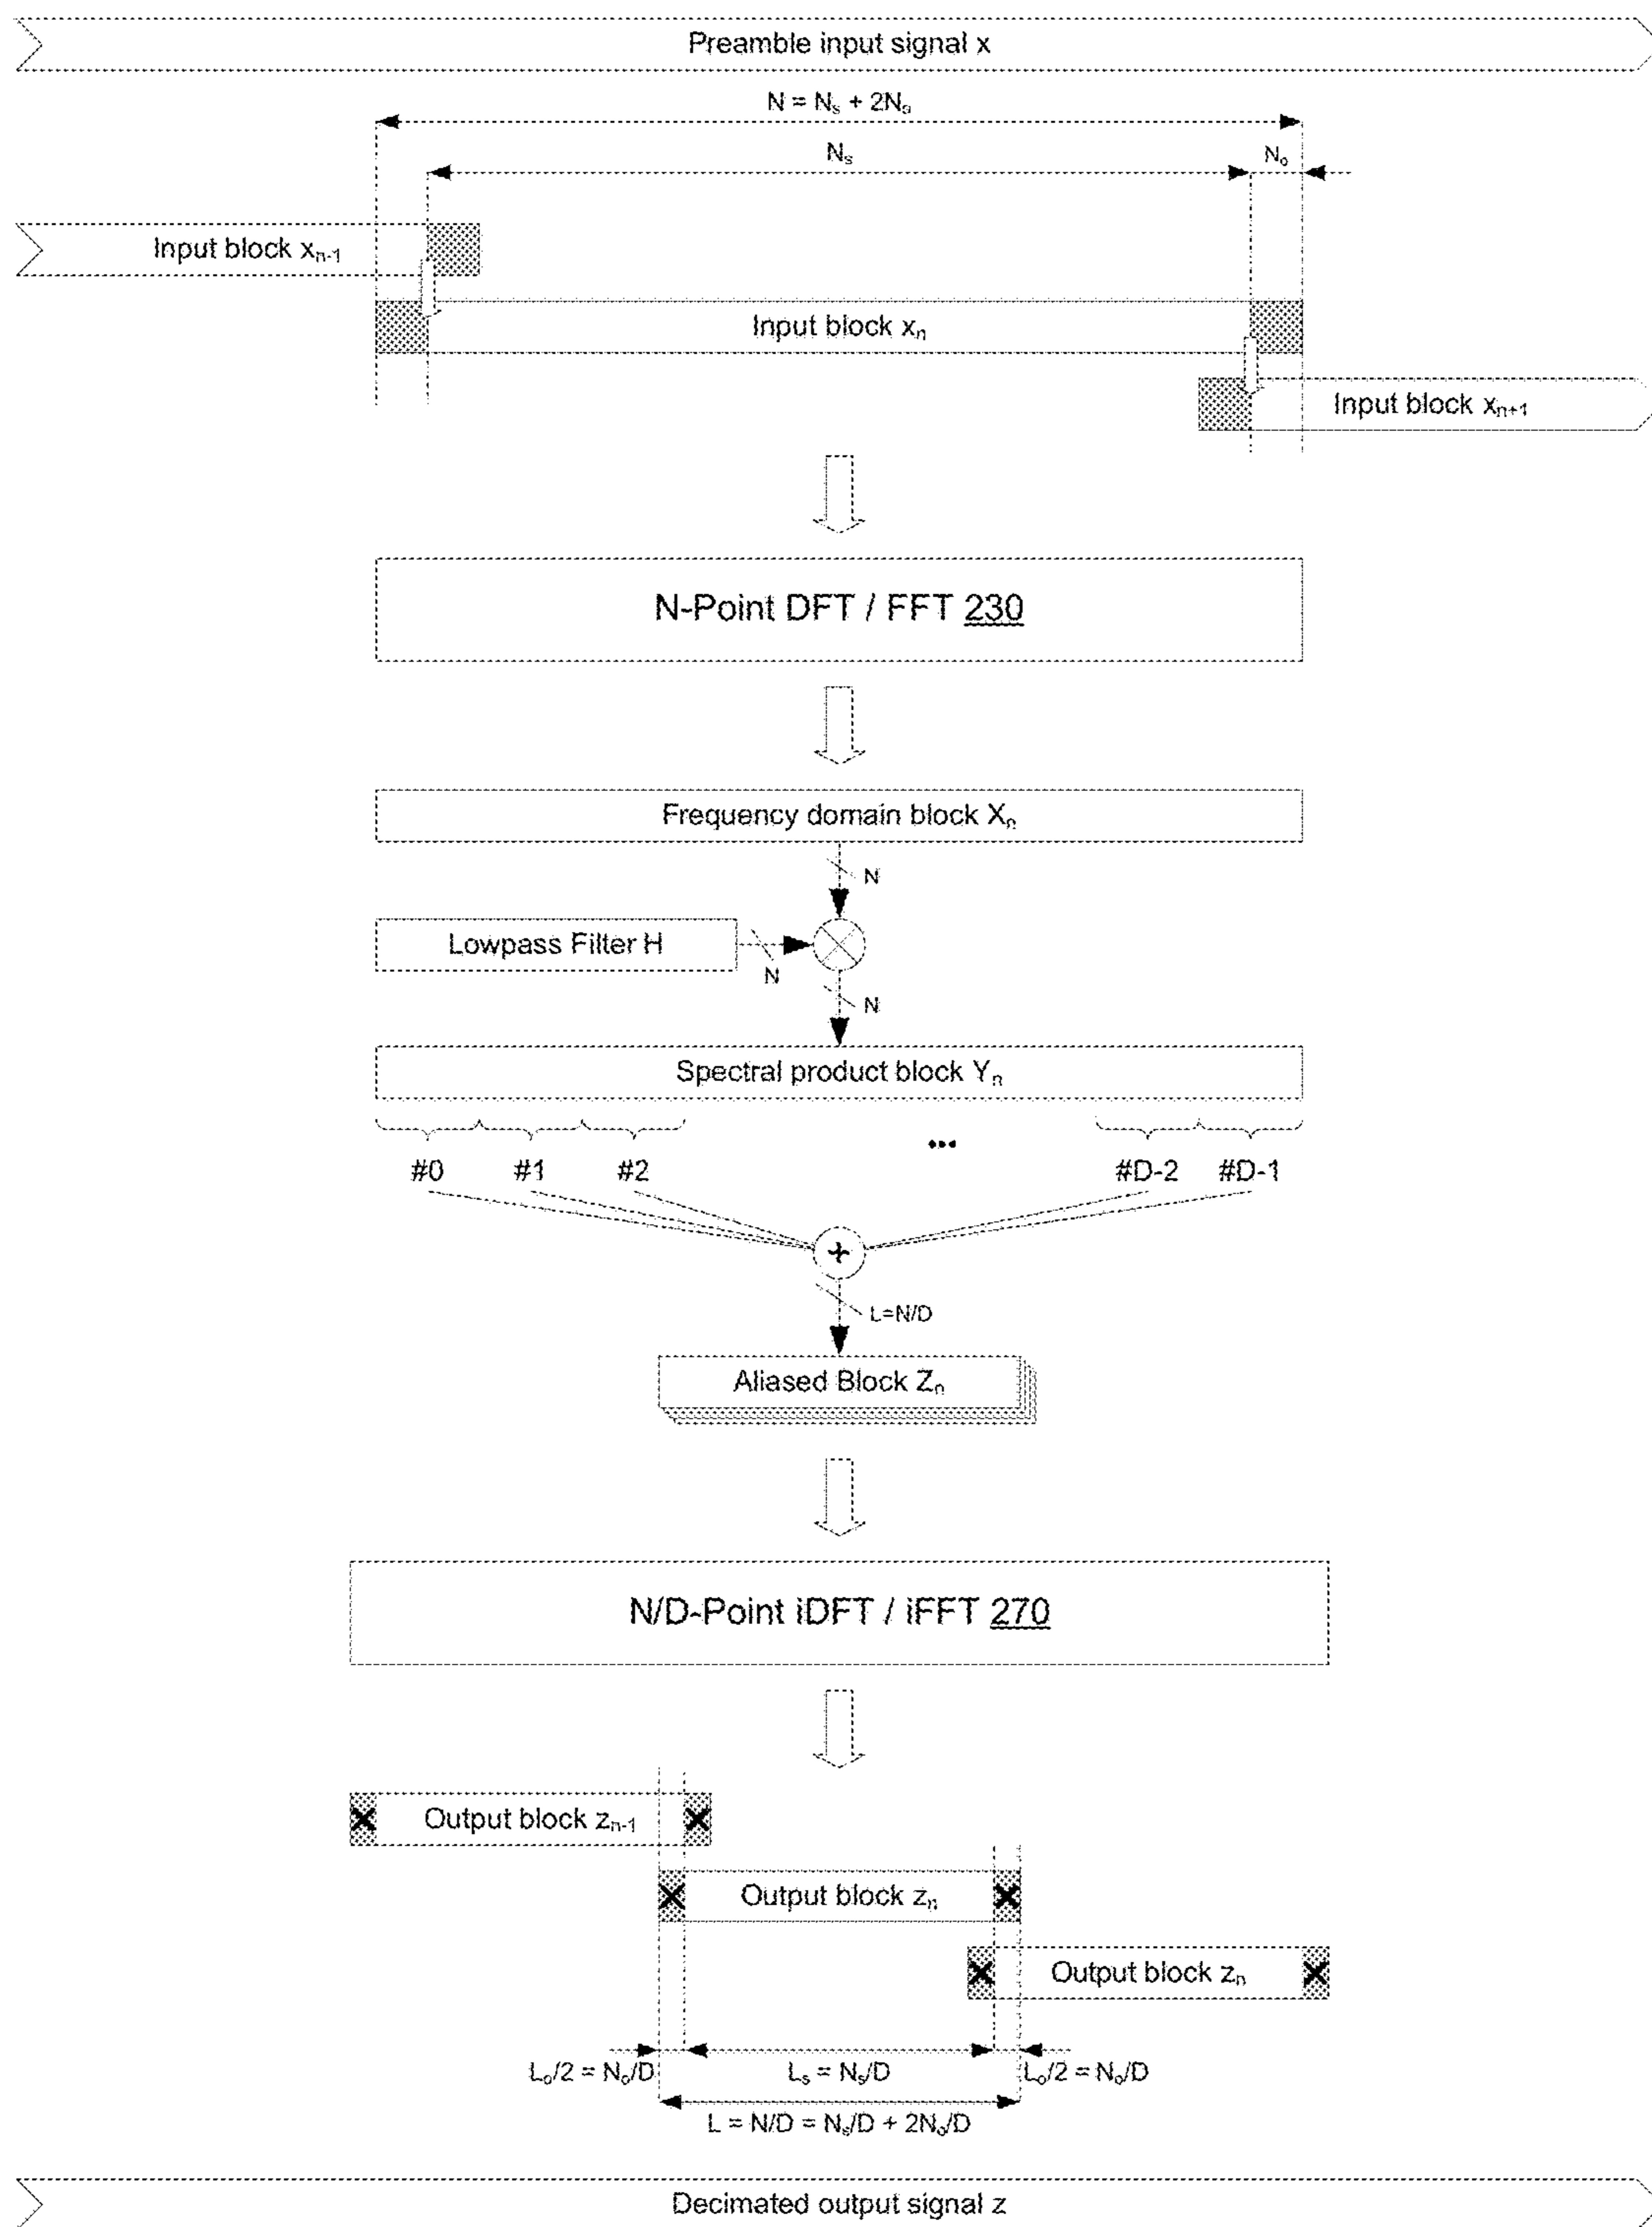 Preamble input signal x
N = Nₛ + 2Nₒ
Nₛ
Nₒ
Input block xₙ₋₁
Input block xₙ
Input block xₙ₊₁
N-Point DFT / FFT 230
Frequency domain block Xₙ
N
Lowpass Filter H
N
N
Spectral product block Yₙ
...
#0 #1 #2 #D-2 #D-1
+
L=N/D
Aliased Block Zₙ
N/D-Point iDFT / iFFT 270
Output block zₙ₋₁
Output block zₙ
Output block zₙ
Lₒ/2 = Nₒ/D Lₛ = Nₛ/D Lₒ/2 = Nₒ/D
L = N/D = Nₛ/D + 2Nₒ/D
Decimated output signal z